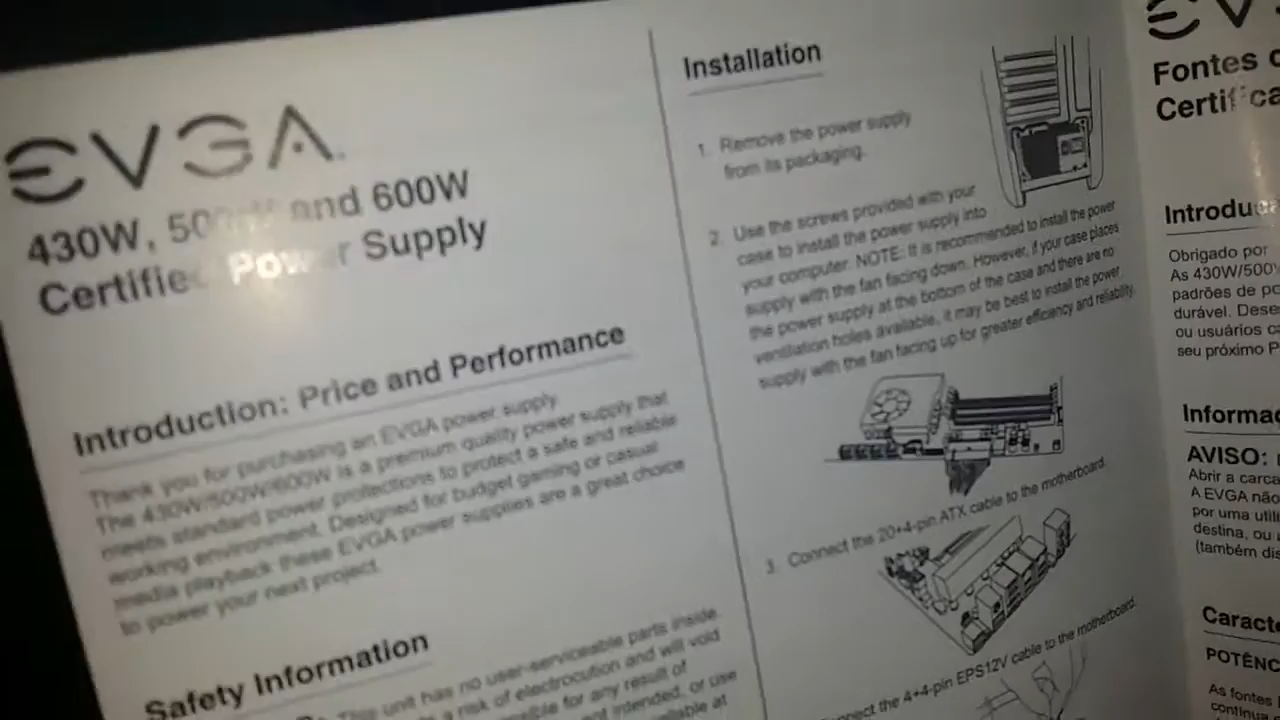 EVGA
430W, 500W and 600W
Certified Power Supply
Introduction: Price and Performance
Thank you for purchasing an EVGA power supply.
The 430W/500W/600W is a premium quality power supply that
meets standard power protections to protect a safe and reliable
working environment. Designed for budget gaming or casual
media playback these EVGA power supplies are a great choice
to power your next project.
Safety Information
This unit has no user-serviceable parts inside.
a risk of electrocution and will void
for any result of
intended, or use
available at
Installation
1. Remove the power supply
from its packaging.
2. Use the screws provided with your
case to install the power supply into
your computer. NOTE: It is recommended to install the power
supply with the fan facing down. However, if your case places
the power supply at the bottom of the case and there are no
ventilation holes available, it may be best to install the power
supply with the fan facing up for greater efficiency and reliability.
3. Connect the 20+4-pin ATX cable to the motherboard.
the 4+4-pin EPS12V cable to the motherboard.
EV
Fontes
Certifica
Introdu
Obrigado por
As 430W/500W
padrões de po
durável. Dese
ou usuários c
seu próximo P
Informaç
AVISO:
Abrir a carca
A EVGA não
por uma utili
destina, ou
(também dis
Caracte
POTÊNC
As fontes
continua